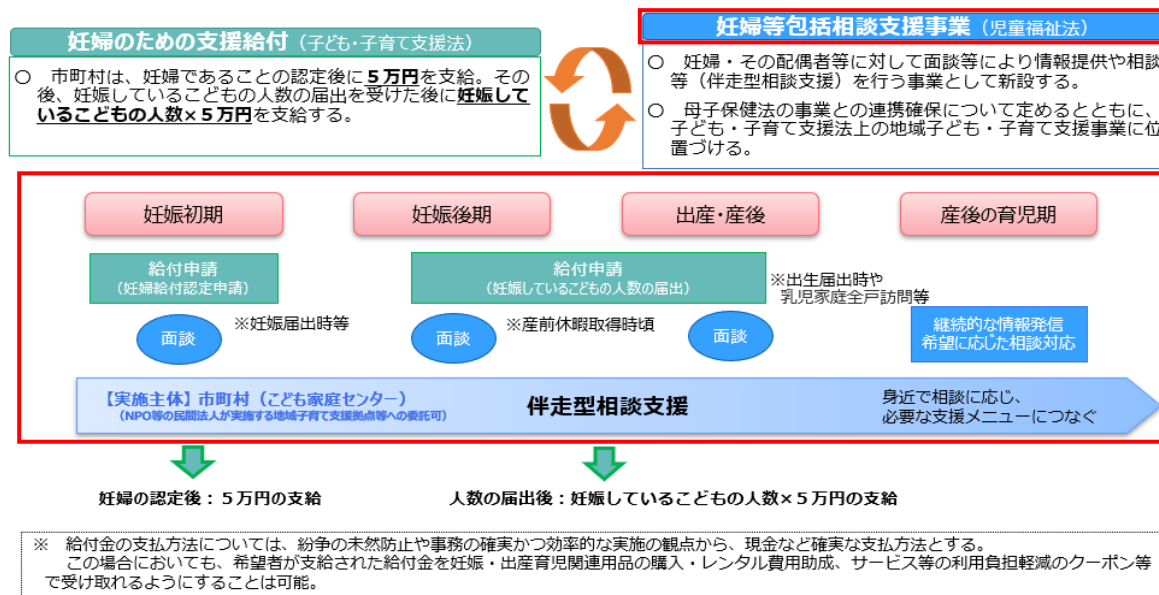 妊婦のための支援給付（子ども・子育て支援法）
○　市町村は、妊婦であることの認定後に５万円を支給。その
後、妊娠しているこどもの人数の届出を受けた後に妊娠して
いるこどもの人数×５万円を支給する。
妊婦等包括相談支援事業（児童福祉法）
○　妊婦・その配偶者等に対して面談等により情報提供や相談
等（伴走型相談支援）を行う事業として新設する。
○　母子保健法の事業との連携確保について定めるとともに、
子ども・子育て支援法上の地域子ども・子育て支援事業に位
置づける。
妊娠初期
妊娠後期
出産・産後
産後の育児期
給付申請
（妊婦給付認定申請）
給付申請
（妊娠しているこどもの人数の届出）
※出生届出時や
乳児家庭全戸訪問等
面談
※妊娠届出時等
面談
※産前休暇取得時頃
面談
継続的な情報発信
希望に応じた相談対応
【実施主体】市町村（こども家庭センター）
（NPO等の民間法人が実施する地域子育て支援拠点等への委託可）
伴走型相談支援
身近で相談に応じ、
必要な支援メニューにつなぐ
妊婦の認定後：５万円の支給
人数の届出後：妊娠しているこどもの人数×５万円の支給
※　給付金の支払方法については、紛争の未然防止や事務の確実かつ効率的な実施の観点から、現金など確実な支払方法とする。
この場合においても、希望者が支給された給付金を妊娠・出産育児関連用品の購入・レンタル費用助成、サービス等の利用負担軽減のクーポン等
で受け取れるようにすることは可能。